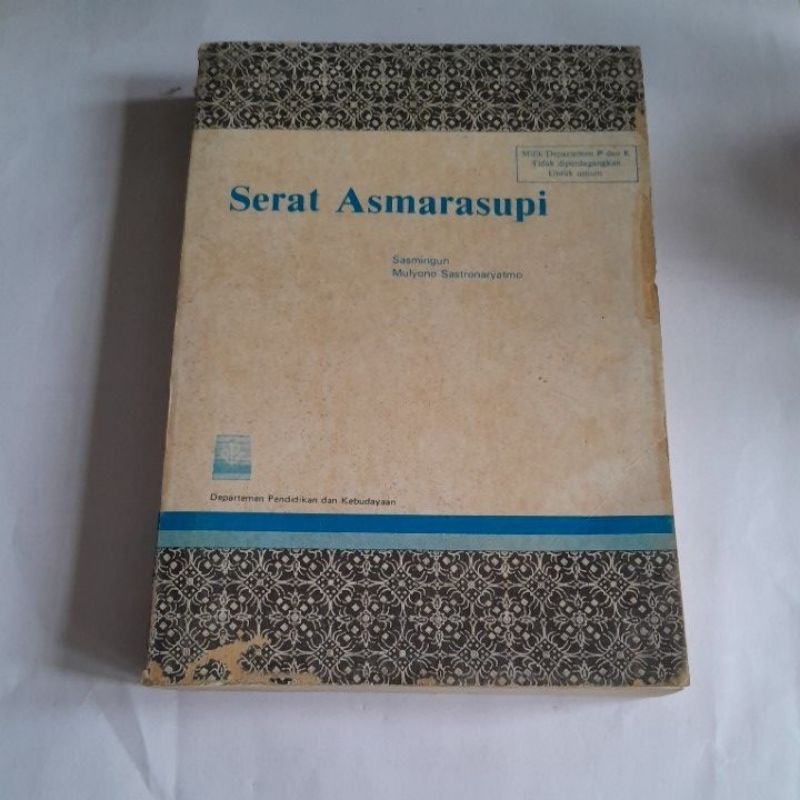 Milik Departemen P dan K
Tidak diperdagangkan
Untuk umum
Serat Asmarasupi
Sasmingun
Mulyono Sastronaryatmo
Departemen Pendidikan dan Kebudayaan